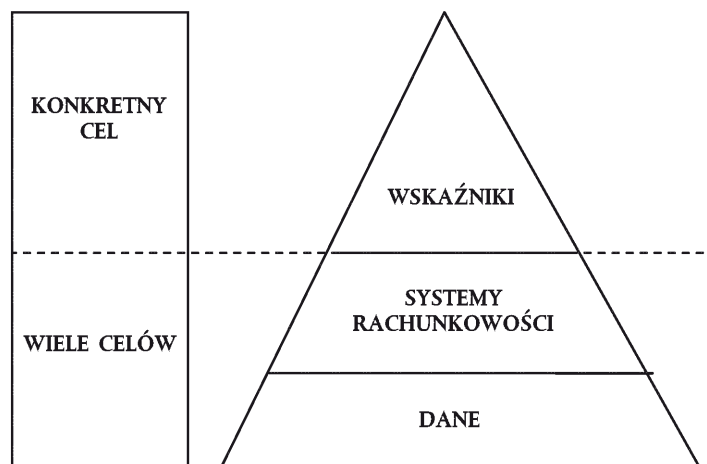 KONKRETNY
CEL
WSKAŹNIKI
SYSTEMY
RACHUNKOWOŚCI
WIELE CELÓW
DANE